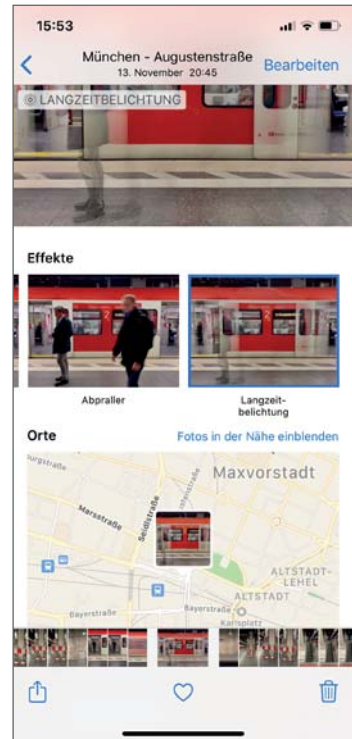 15:53
München - Augustenstraße
13. November 20:45
Bearbeiten
LANGZEITBELICHTUNG
Effekte
Abpraller
Langzeit-
belichtung
Orte
Fotos in der Nähe einblenden
Maxvorstadt
Marsstraße
Seidlstraße
ALTSTADT-
LEHEL
ALTSTADT
Bayerstraße
Bayerstraße
Karlsplatz